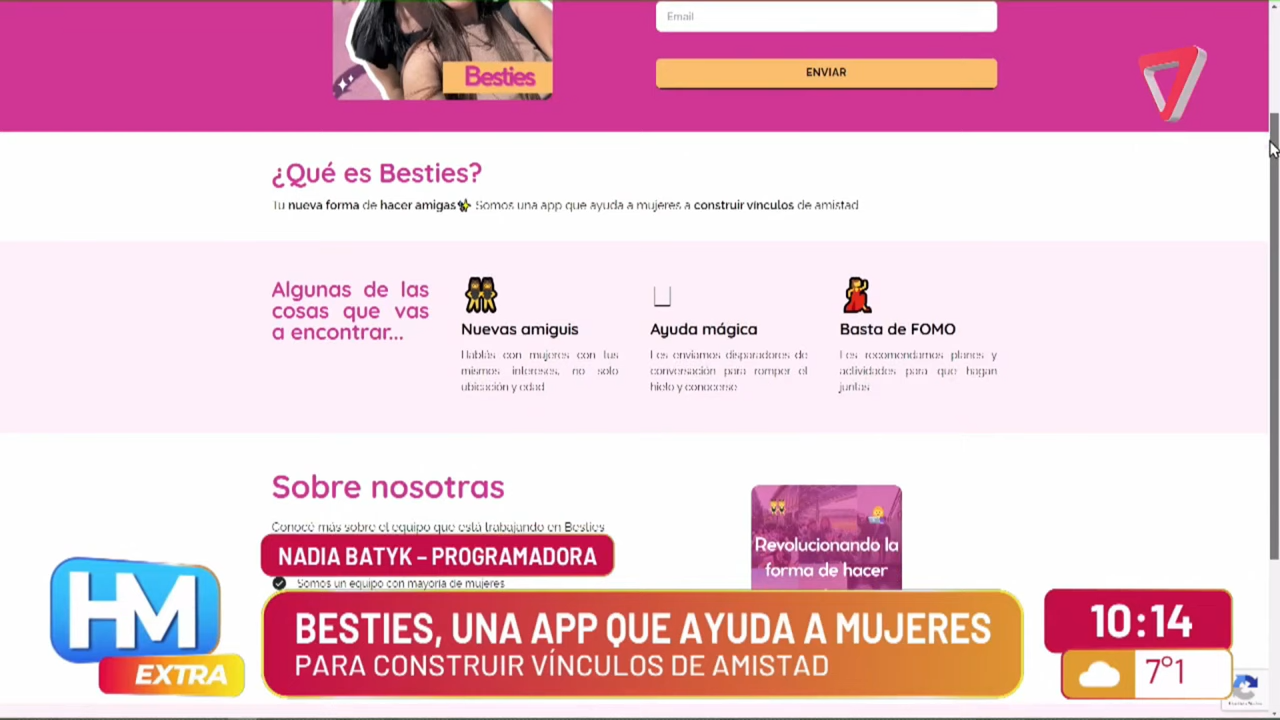 Email
Besties
ENVIAR
¿Qué es Besties?
Tu nueva forma de hacer amigas Somos una app que ayuda a mujeres a construir vínculos de amistad
Algunas de las
cosas que vas
a encontrar...
Nuevas amiguis
Hablás con mujeres con tus
mismos intereses, no solo
ubicación y edad
Ayuda mágica
Les enviamos disparadores de
conversación para romper el
hielo y conocerse
Basta de FOMO
Les recomendamos planes y
actividades para que hagan
juntas
Sobre nosotras
Conocé más sobre el equipo que está trabajando en Besties
Somos un equipo con mayoría de mujeres
Revolucionando la
forma de hacer
NADIA BATYK – PROGRAMADORA
HM
EXTRA
BESTIES, UNA APP QUE AYUDA A MUJERES
PARA CONSTRUIR VÍNCULOS DE AMISTAD
10:14
7º1